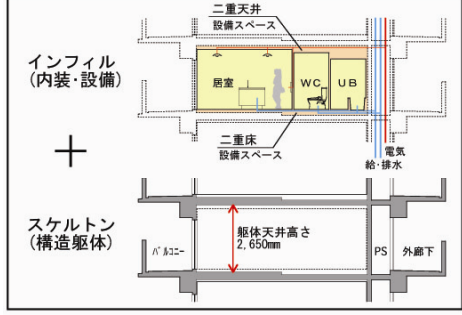 二重天井
設備スペース
インフィル
(内装・設備)
居室
WC
UB
二重床
設備スペース
電気
給・排水
+
スケルトン
(構造躯体)
バルコニー
躯体天井高さ
2,650mm
PS
外廊下